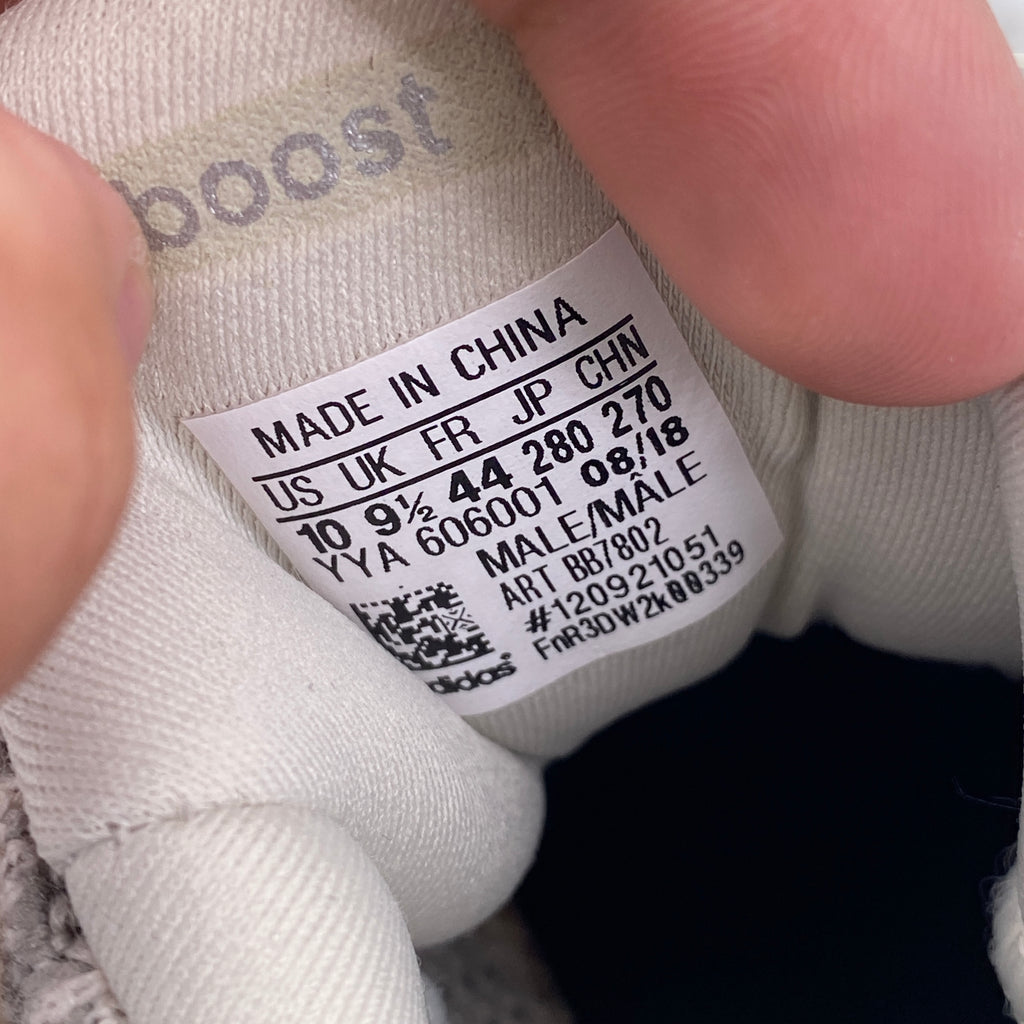 boost
MADE IN CHINA
US UK FR JP CHN
10 9½ 44 280 270
YYA 606001 08/18
MALE/MÂLE
ART BB7802
#120921051
FnR3DW2k00339
adidas